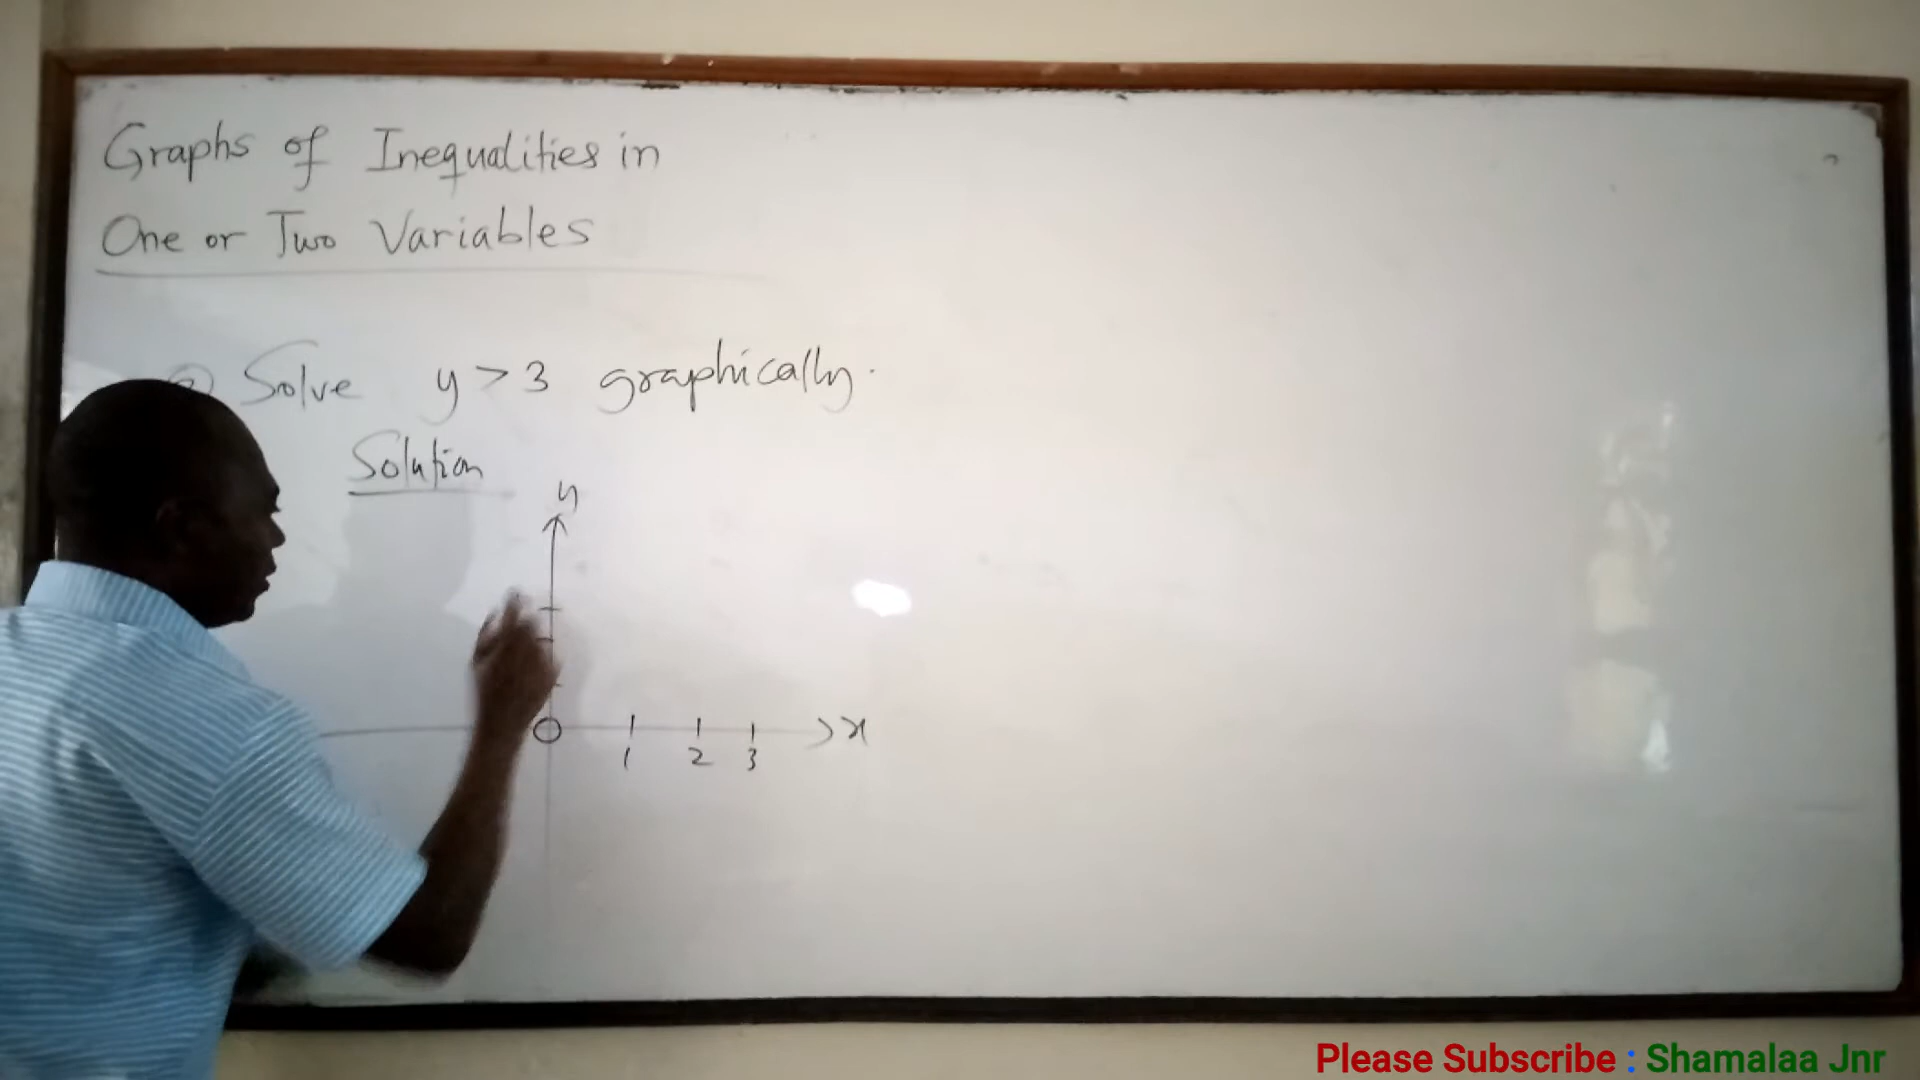 Graphs of Inequalities in
One or Two Variables
Solve y > 3 graphically.
Solution
y
O
x
1 2 3
Please Subscribe : Shamalaa Jnr